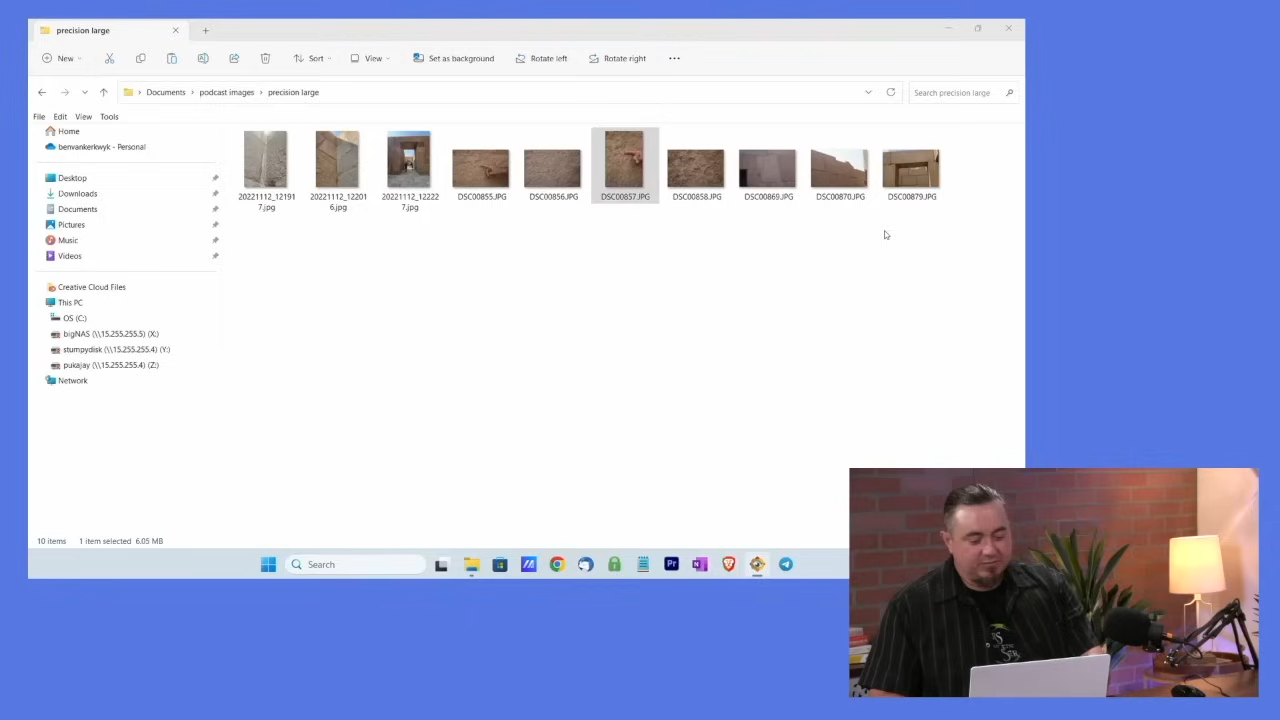 precision large
New
Sort
View
Set as background
Rotate left
Rotate right
Documents
podcast images
precision large
Search precision large
File Edit View Tools
Home
benvankerkwyk - Personal
Desktop
Downloads
Documents
Pictures
Music
Videos
Creative Cloud Files
This PC
OS (C:)
bigNAS (\\15.255.255.5) (X:)
stumpydisk (\\15.255.255.4) (Y:)
pukajay (\\15.255.255.4) (Z:)
Network
20221112_12191
7.jpg
20221112_12201
6.jpg
20221112_12222
7.jpg
DSC00855.JPG
DSC00856.JPG
DSC00857.JPG
DSC00858.JPG
DSC00869.JPG
DSC00870.JPG
DSC00879.JPG
10 items 1 item selected 6.05 MB
Search
Pr
N